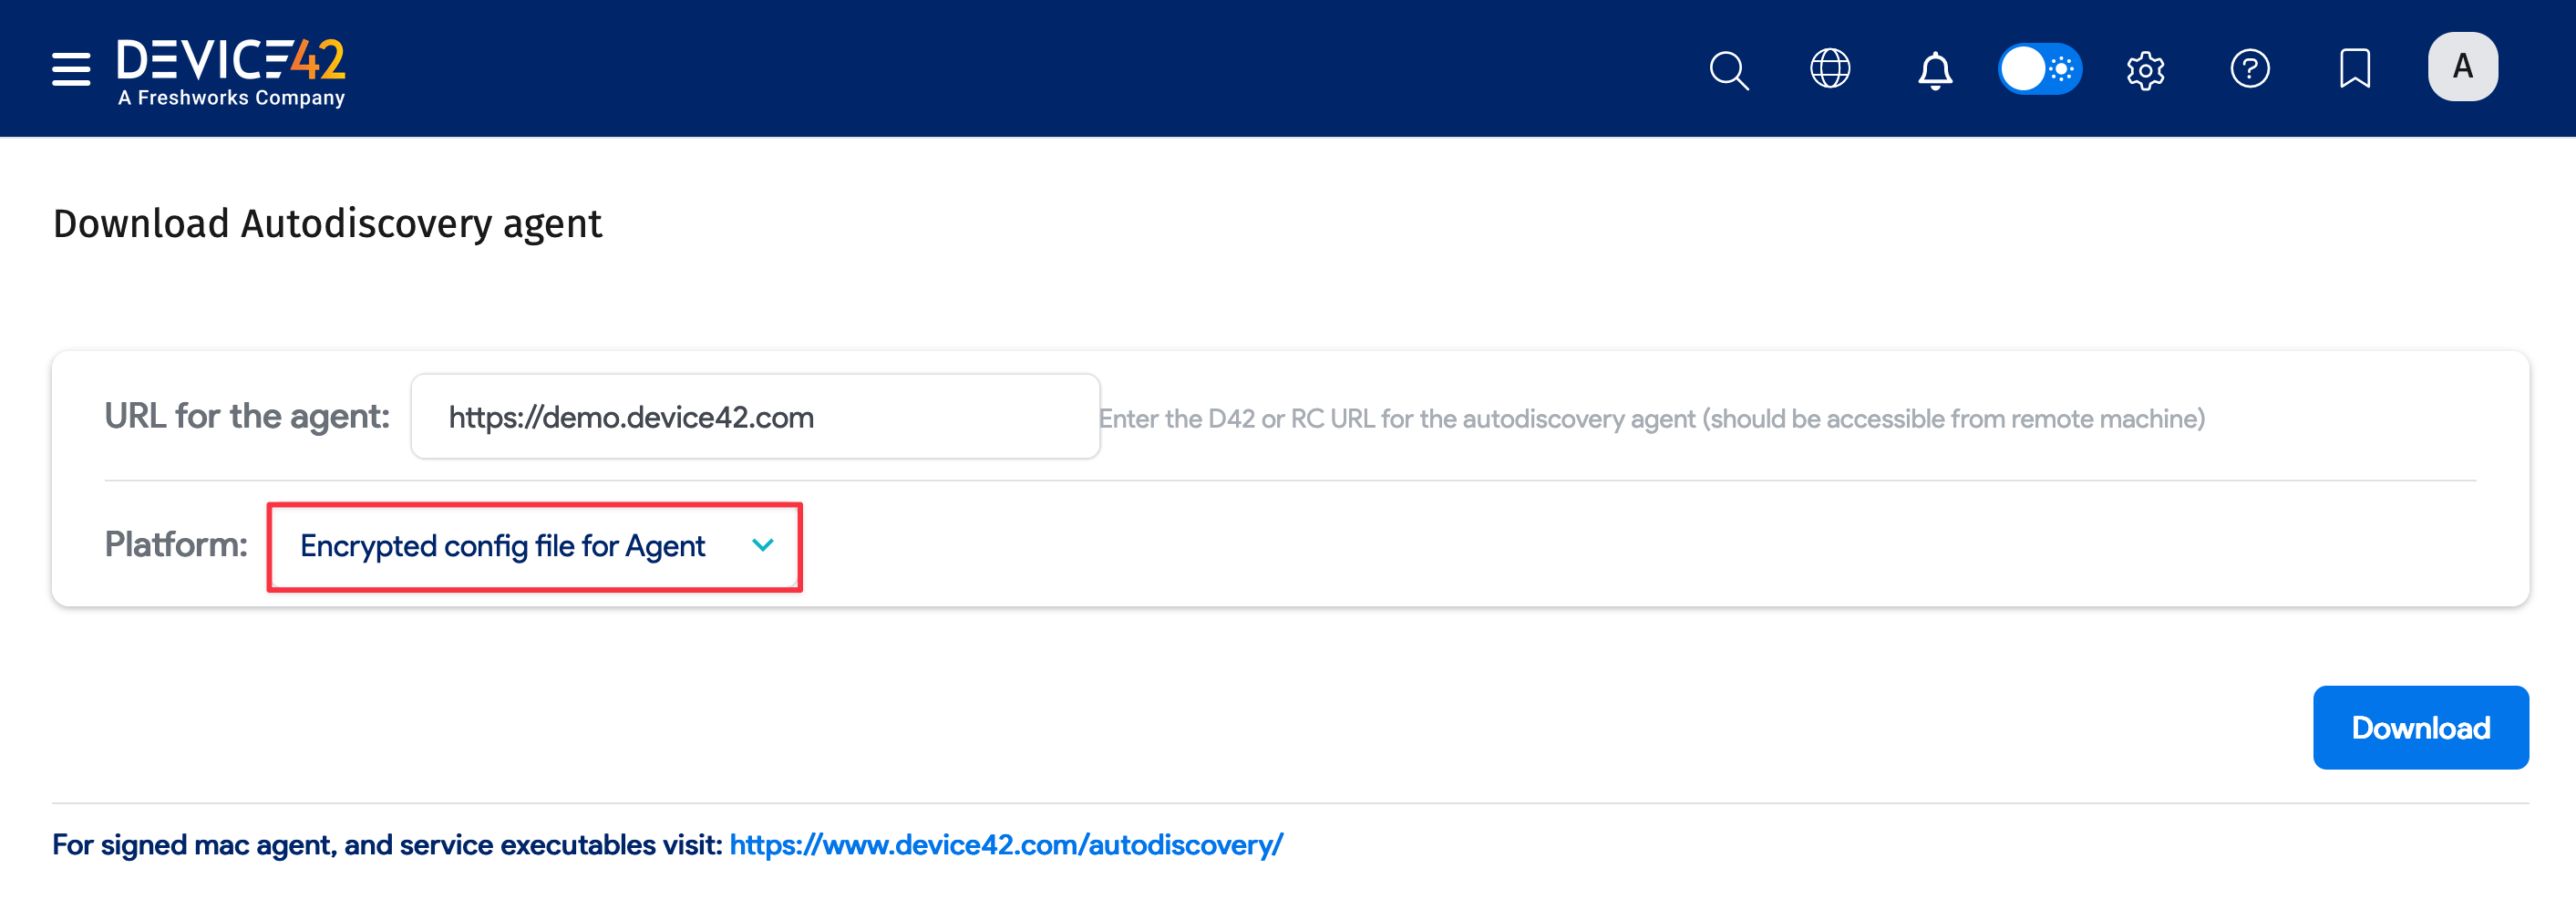 DEVICE42
A Freshworks Company
A
Download Autodiscovery agent
URL for the agent: https://demo.device42.com Enter the D42 or RC URL for the autodiscovery agent (should be accessible from remote machine)
Platform: Encrypted config file for Agent
Download
For signed mac agent, and service executables visit: https://www.device42.com/autodiscovery/